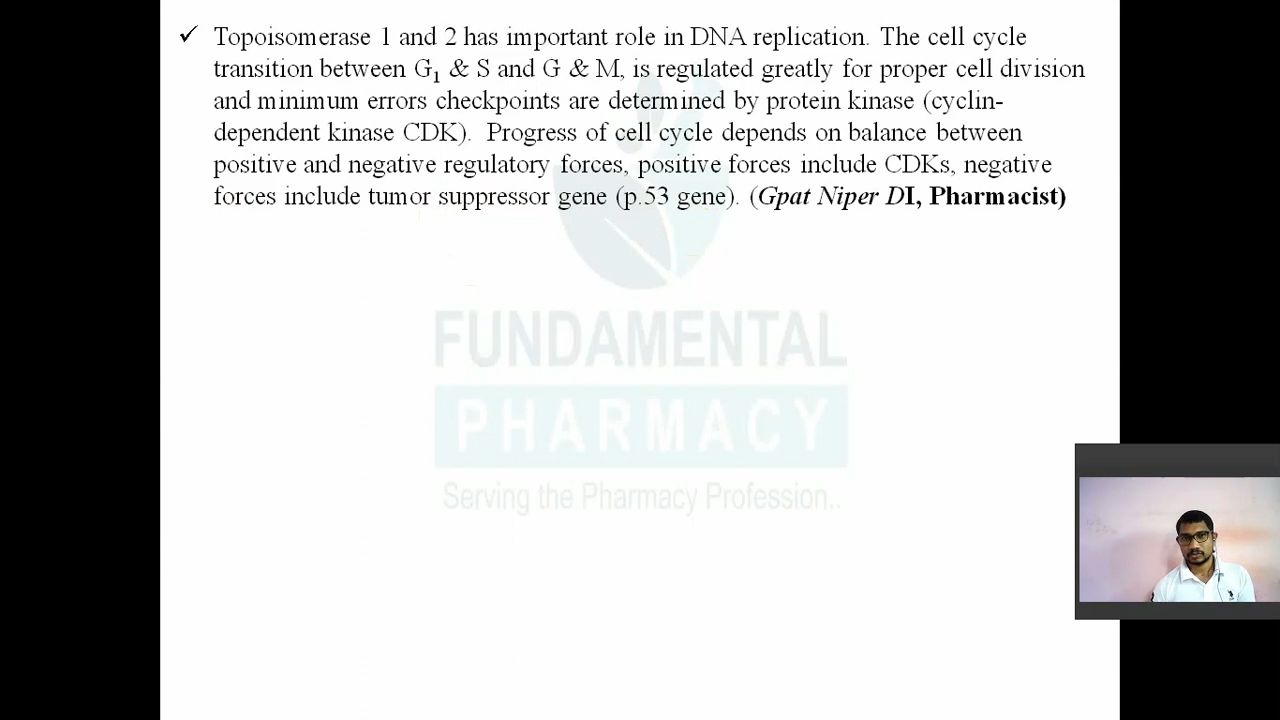 ✓ Topoisomerase 1 and 2 has important role in DNA replication. The cell cycle
transition between G₁ & S and G & M, is regulated greatly for proper cell division
and minimum errors checkpoints are determined by protein kinase (cyclin-
dependent kinase CDK). Progress of cell cycle depends on balance between
positive and negative regulatory forces, positive forces include CDKs, negative
forces include tumor suppressor gene (p.53 gene). (Gpat Niper DI, Pharmacist)
FUNDAMENTAL
PHARMACY
Serving the Pharmacy Profession..